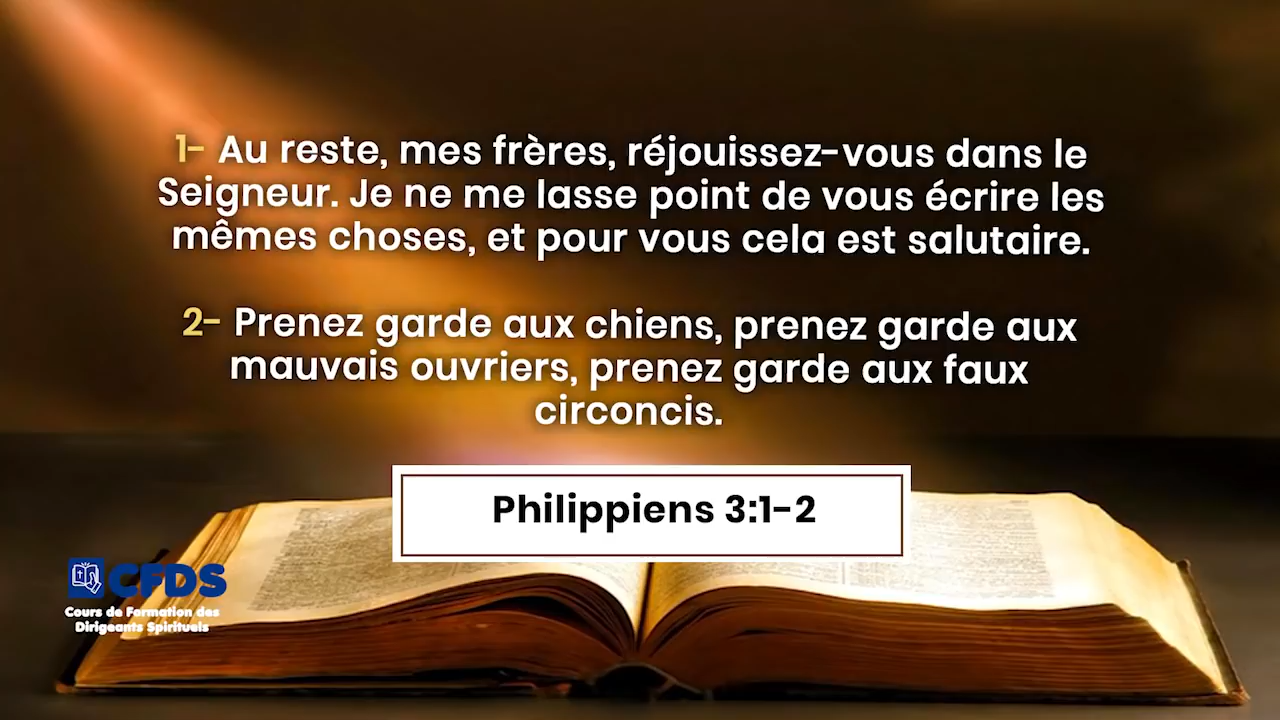 1- Au reste, mes frères, réjouissez-vous dans le
Seigneur. Je ne me lasse point de vous écrire les
mêmes choses, et pour vous cela est salutaire.
2- Prenez garde aux chiens, prenez garde aux
mauvais ouvriers, prenez garde aux faux
circoncis.
Philippiens 3:1-2
CFDS
Cours de Formation des
Dirigeants Spirituels